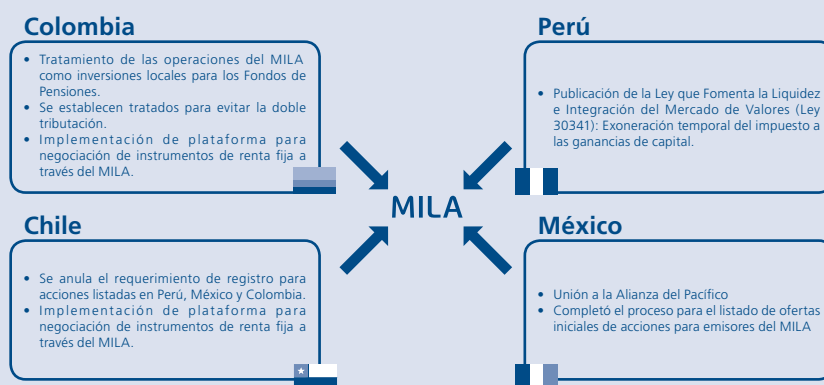 Colombia
• Tratamiento de las operaciones del MILA
como inversiones locales para los Fondos de
Pensiones.
• Se establecen tratados para evitar la doble
tributación.
• Implementación de plataforma para
negociación de instrumentos de renta fija a
través del MILA.
Perú
• Publicación de la Ley que Fomenta la Liquidez
e Integración del Mercado de Valores (Ley
30341): Exoneración temporal del impuesto a
las ganancias de capital.
MILA
Chile
• Se anula el requerimiento de registro para
acciones listadas en Perú, México y Colombia.
• Implementación de plataforma para
negociación de instrumentos de renta fija a
través del MILA.
México
• Unión a la Alianza del Pacífico
• Completó el proceso para el listado de ofertas
iniciales de acciones para emisores del MILA